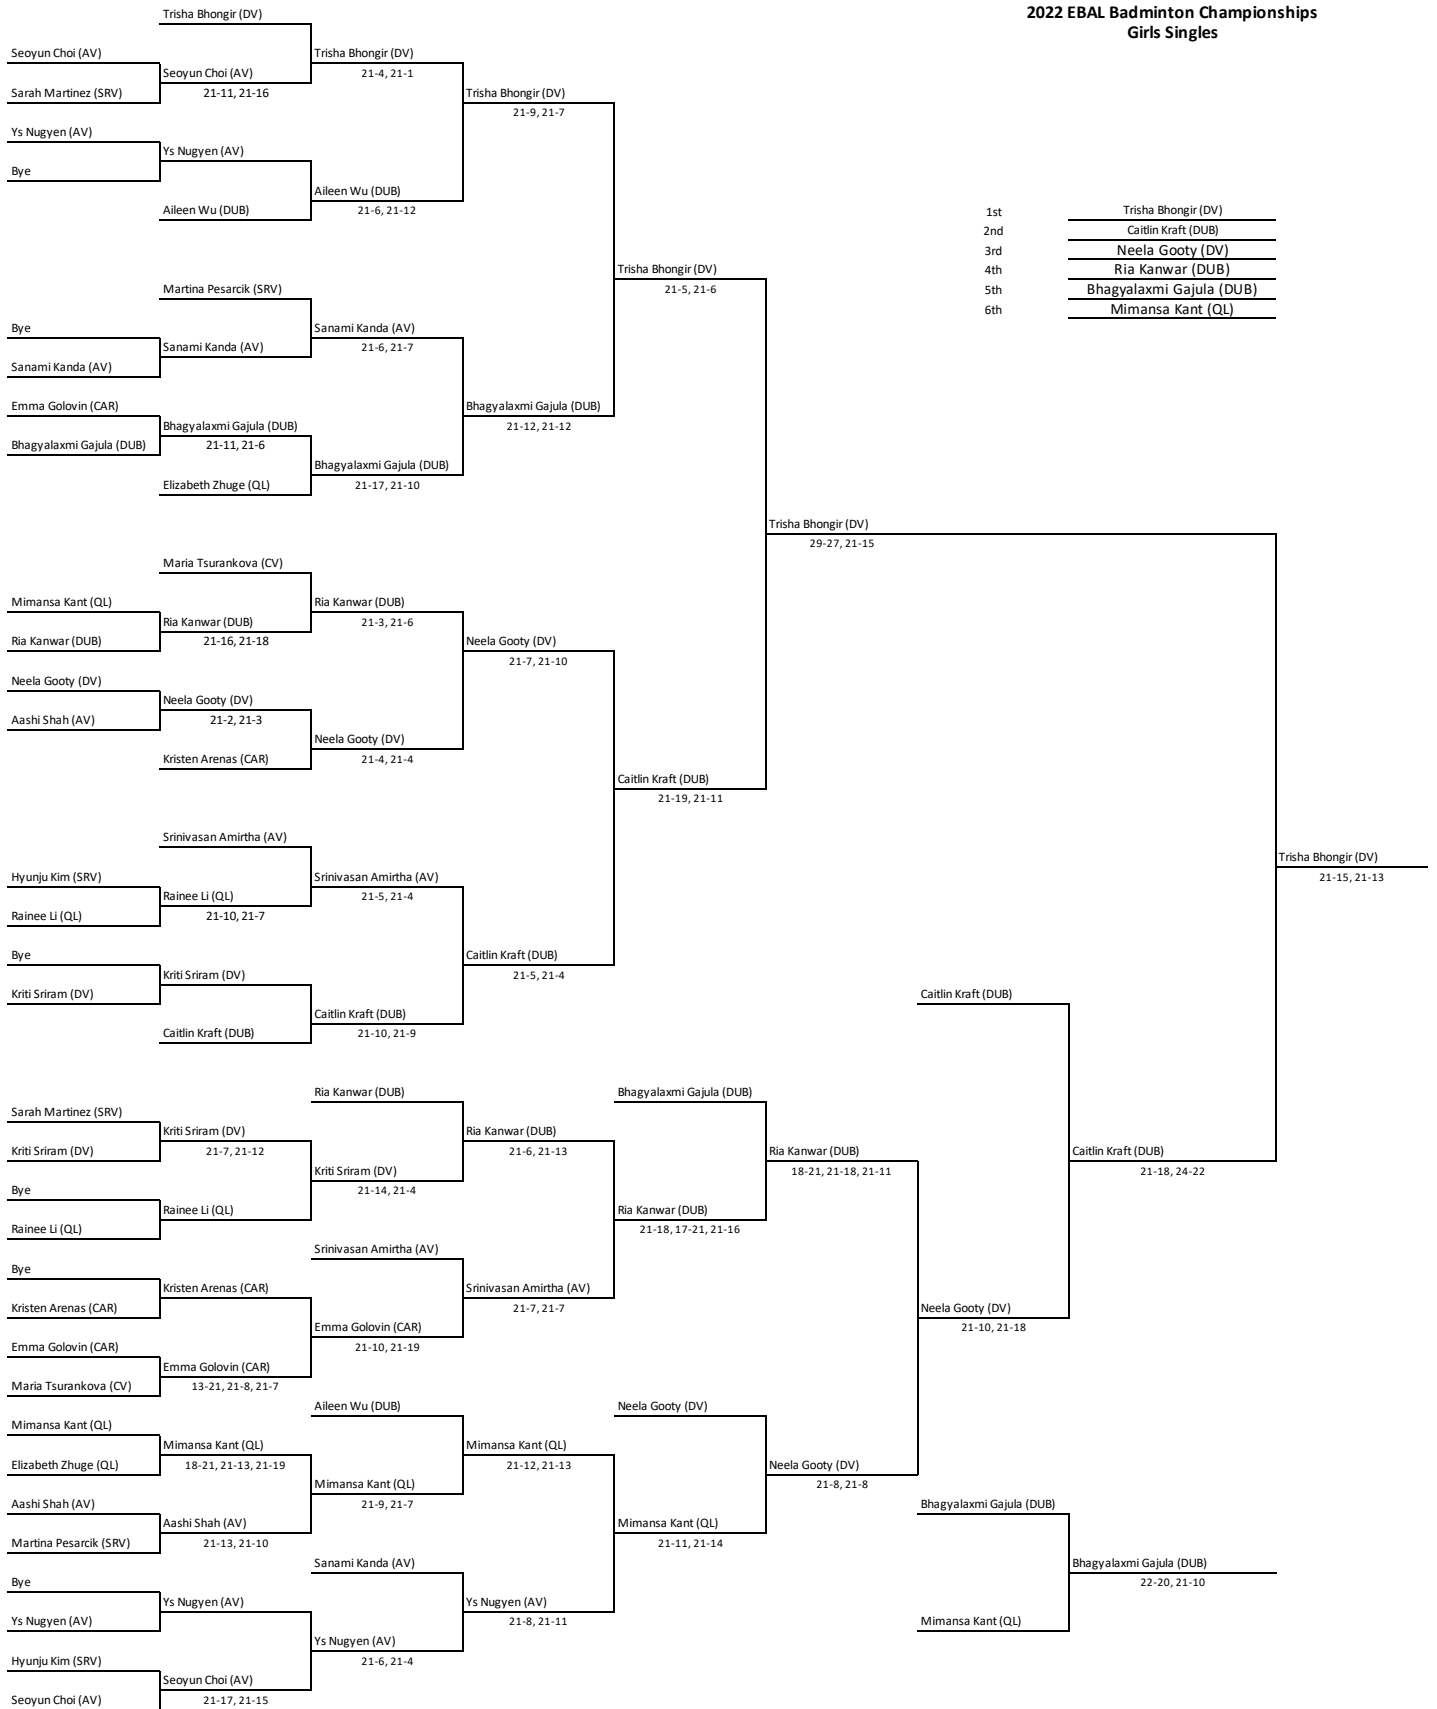 2022 EBAL Badminton Championships
Girls Singles
Trisha Bhongir (DV)
Seoyun Choi (AV)
Trisha Bhongir (DV)
Seoyun Choi (AV)
21-4, 21-1
Sarah Martinez (SRV)
21-11, 21-16
Trisha Bhongir (DV)
21-9, 21-7
Ys Nugyen (AV)
Ys Nugyen (AV)
Bye
Aileen Wu (DUB)
Aileen Wu (DUB)
21-6, 21-12
1st Trisha Bhongir (DV)
2nd Caitlin Kraft (DUB)
3rd Neela Gooty (DV)
4th Ria Kanwar (DUB)
5th Bhagyalaxmi Gajula (DUB)
6th Mimansa Kant (QL)
Trisha Bhongir (DV)
21-5, 21-6
Martina Pesarcik (SRV)
Bye
Sanami Kanda (AV)
Sanami Kanda (AV)
21-6, 21-7
Sanami Kanda (AV)
Emma Golovin (CAR)
Bhagyalaxmi Gajula (DUB)
Bhagyalaxmi Gajula (DUB)
21-12, 21-12
Bhagyalaxmi Gajula (DUB)
21-11, 21-6
Bhagyalaxmi Gajula (DUB)
Elizabeth Zhuge (QL)
21-17, 21-10
Trisha Bhongir (DV)
29-27, 21-15
Maria Tsurankova (CV)
Mimansa Kant (QL)
Ria Kanwar (DUB)
Ria Kanwar (DUB)
21-3, 21-6
Ria Kanwar (DUB)
21-16, 21-18
Neela Gooty (DV)
21-7, 21-10
Neela Gooty (DV)
Neela Gooty (DV)
Aashi Shah (AV)
21-2, 21-3
Neela Gooty (DV)
Kristen Arenas (CAR)
21-4, 21-4
Caitlin Kraft (DUB)
21-19, 21-11
Srinivasan Amirtha (AV)
Trisha Bhongir (DV)
21-15, 21-13
Hyunju Kim (SRV)
Srinivasan Amirtha (AV)
Rainee Li (QL)
21-5, 21-4
Rainee Li (QL)
21-10, 21-7
Bye
Caitlin Kraft (DUB)
Kriti Sriram (DV)
21-5, 21-4
Kriti Sriram (DV)
Caitlin Kraft (DUB)
Caitlin Kraft (DUB)
Caitlin Kraft (DUB)
21-10, 21-9
Ria Kanwar (DUB)
Bhagyalaxmi Gajula (DUB)
Sarah Martinez (SRV)
Kriti Sriram (DV)
Ria Kanwar (DUB)
Kriti Sriram (DV)
21-7, 21-12
21-6, 21-13
Ria Kanwar (DUB)
Caitlin Kraft (DUB)
Kriti Sriram (DV)
18-21, 21-18, 21-11
21-18, 24-22
Bye
21-14, 21-4
Rainee Li (QL)
Ria Kanwar (DUB)
Rainee Li (QL)
21-18, 17-21, 21-16
Srinivasan Amirtha (AV)
Bye
Kristen Arenas (CAR)
Srinivasan Amirtha (AV)
Kristen Arenas (CAR)
21-7, 21-7
Neela Gooty (DV)
Emma Golovin (CAR)
21-10, 21-18
Emma Golovin (CAR)
21-10, 21-19
Emma Golovin (CAR)
Maria Tsurankova (CV)
13-21, 21-8, 21-7
Aileen Wu (DUB)
Neela Gooty (DV)
Mimansa Kant (QL)
Mimansa Kant (QL)
Mimansa Kant (QL)
Elizabeth Zhuge (QL)
18-21, 21-13, 21-19
21-12, 21-13
Neela Gooty (DV)
Mimansa Kant (QL)
21-8, 21-8
Aashi Shah (AV)
21-9, 21-7
Bhagyalaxmi Gajula (DUB)
Aashi Shah (AV)
Mimansa Kant (QL)
Martina Pesarcik (SRV)
21-13, 21-10
21-11, 21-14
Sanami Kanda (AV)
Bhagyalaxmi Gajula (DUB)
Bye
22-20, 21-10
Ys Nugyen (AV)
Ys Nugyen (AV)
Ys Nugyen (AV)
21-8, 21-11
Mimansa Kant (QL)
Ys Nugyen (AV)
Hyunju Kim (SRV)
21-6, 21-4
Seoyun Choi (AV)
Seoyun Choi (AV)
21-17, 21-15